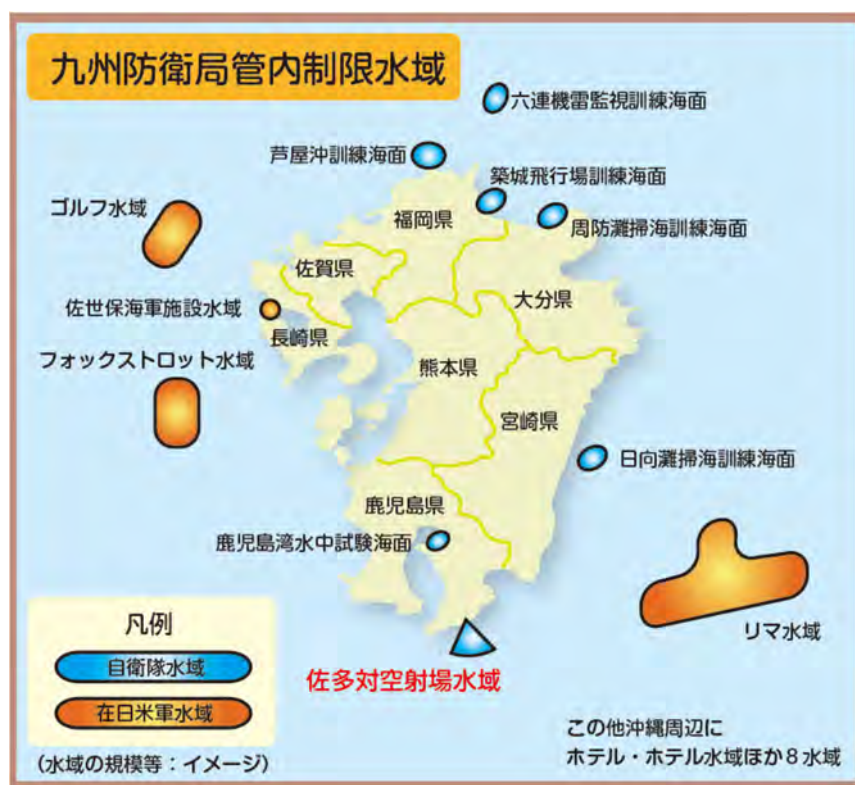 九州防衛局管内制限水域
六連機雷監視訓練海面
芦屋沖訓練海面
築城飛行場訓練海面
ゴルフ水域
福岡県
周防灘掃海訓練海面
佐賀県
大分県
佐世保海軍施設水域
長崎県
フォックストロット水域
熊本県
宮崎県
日向灘掃海訓練海面
鹿児島県
鹿児島湾水中試験海面
リマ水域
佐多対空射場水域
凡例
自衛隊水域
在日米軍水域
(水域の規模等:イメージ)
この他沖縄周辺に
ホテル・ホテル水域ほか8水域